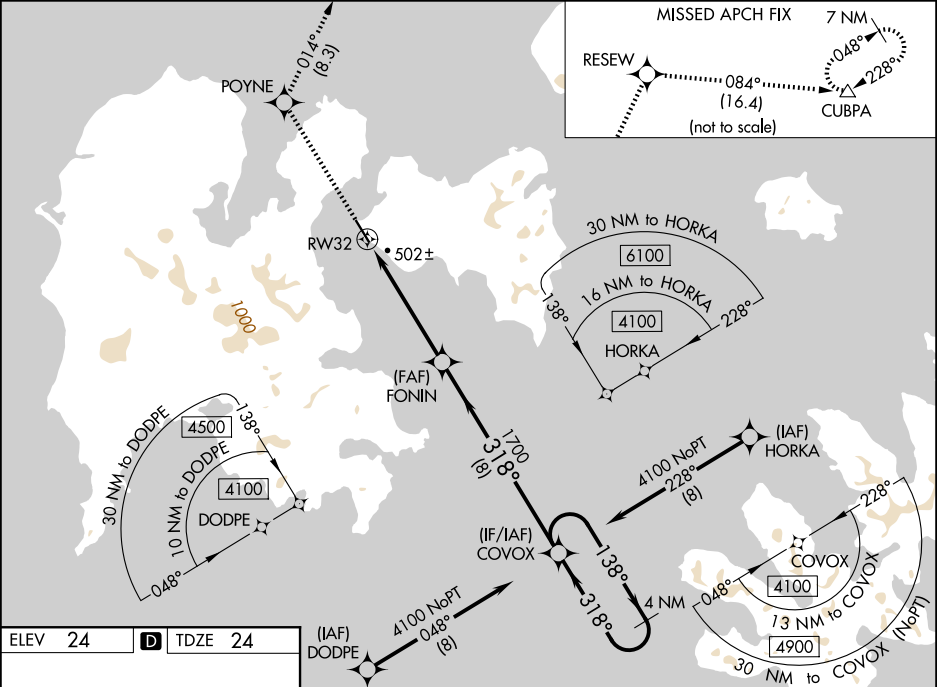 MISSED APCH FIX
7 NM
RESEW
048°
228°
084°
(16.4)
CUBPA
(not to scale)
014°
(8.3)
POYNE
RW32
502±
30 NM to HORKA
6100
16 NM to HORKA
4100
138°
228°
HORKA
1000
(FAF)
FONIN
30 NM to DODPE
4500
138°
10 NM to DODPE
4100
DODPE
048°
1700
318°
(8)
(IAF)
HORKA
4100 NoPT
228°
(8)
(IF/IAF)
COVOX
138°
318°
4 NM
228°
COVOX
048°
4100
13 NM to COVOX
4900
30 NM to COVOX (NoPT)
4100 NoPT
048°
(8)
(IAF)
DODPE
ELEV 24 D TDZE 24